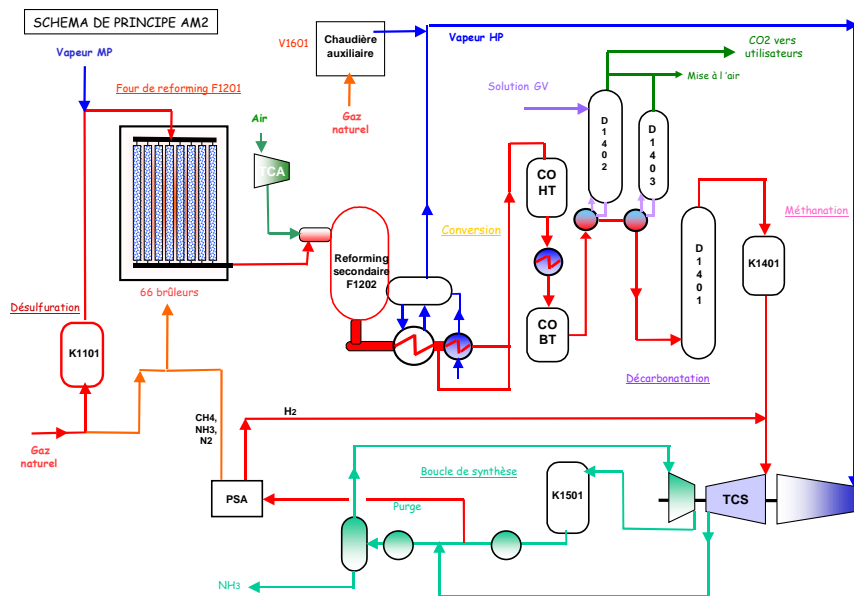 SCHEMA DE PRINCIPE AM2
Vapeur MP
Four de reforming F1201
V1601
Chaudière
auxiliaire
Gaz
naturel
Vapeur HP
CO2 vers
utilisateurs
Mise à l'air
Solution GV
Air
TCA
D
1
4
0
2
D
1
4
0
3
CO
HT
Conversion
Reforming
secondaire
F1202
CO
BT
D
1
4
0
1
Méthanation
K1401
66 brûleurs
Désulfuration
K1101
Décarbonatation
Gaz
naturel
CH4,
NH3,
N2
H2
PSA
Purge
Boucle de synthèse
K1501
TCS
NH3